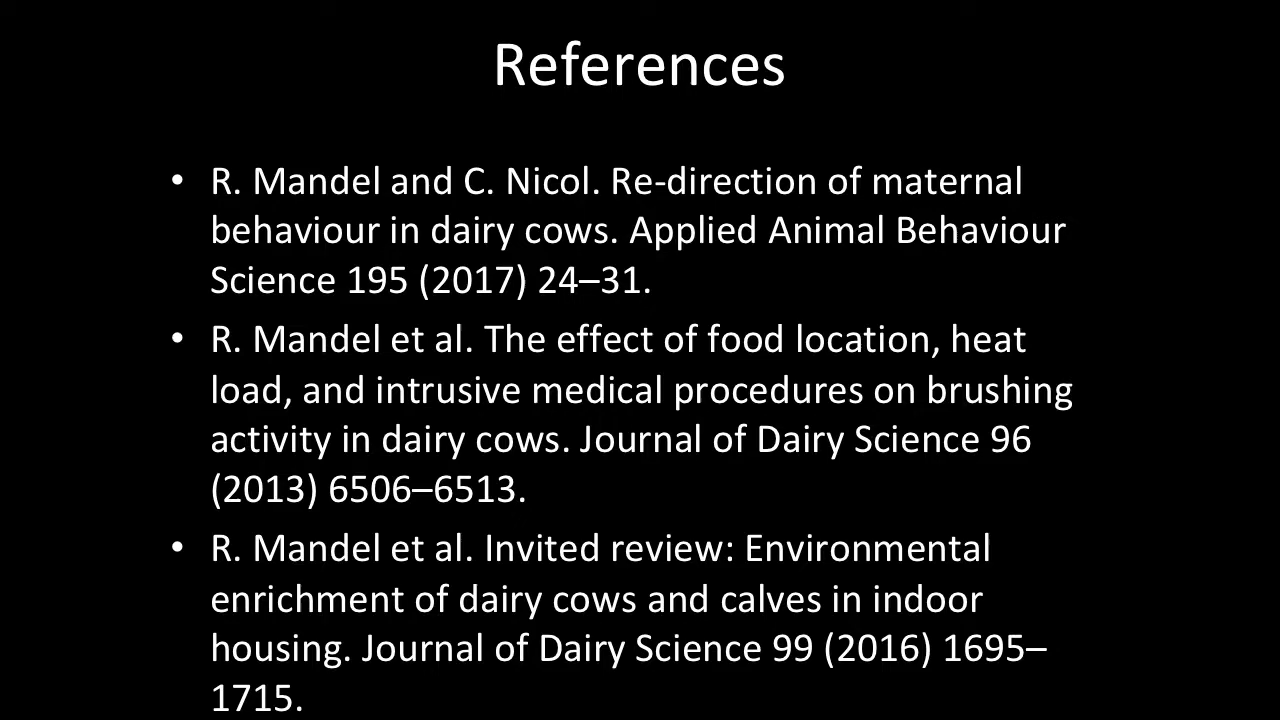 References
• R. Mandel and C. Nicol. Re-direction of maternal
behaviour in dairy cows. Applied Animal Behaviour
Science 195 (2017) 24–31.
• R. Mandel et al. The effect of food location, heat
load, and intrusive medical procedures on brushing
activity in dairy cows. Journal of Dairy Science 96
(2013) 6506–6513.
• R. Mandel et al. Invited review: Environmental
enrichment of dairy cows and calves in indoor
housing. Journal of Dairy Science 99 (2016) 1695–
1715.